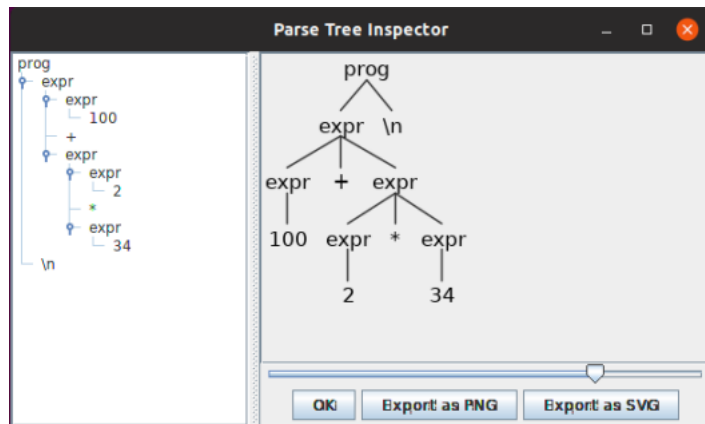 Parse Tree Inspector
prog
expr
expr
100
+
expr
expr
2
*
expr
34
\n
prog
expr \n
expr + expr
100 expr * expr
2 34
OK Export as PNG Export as SVG